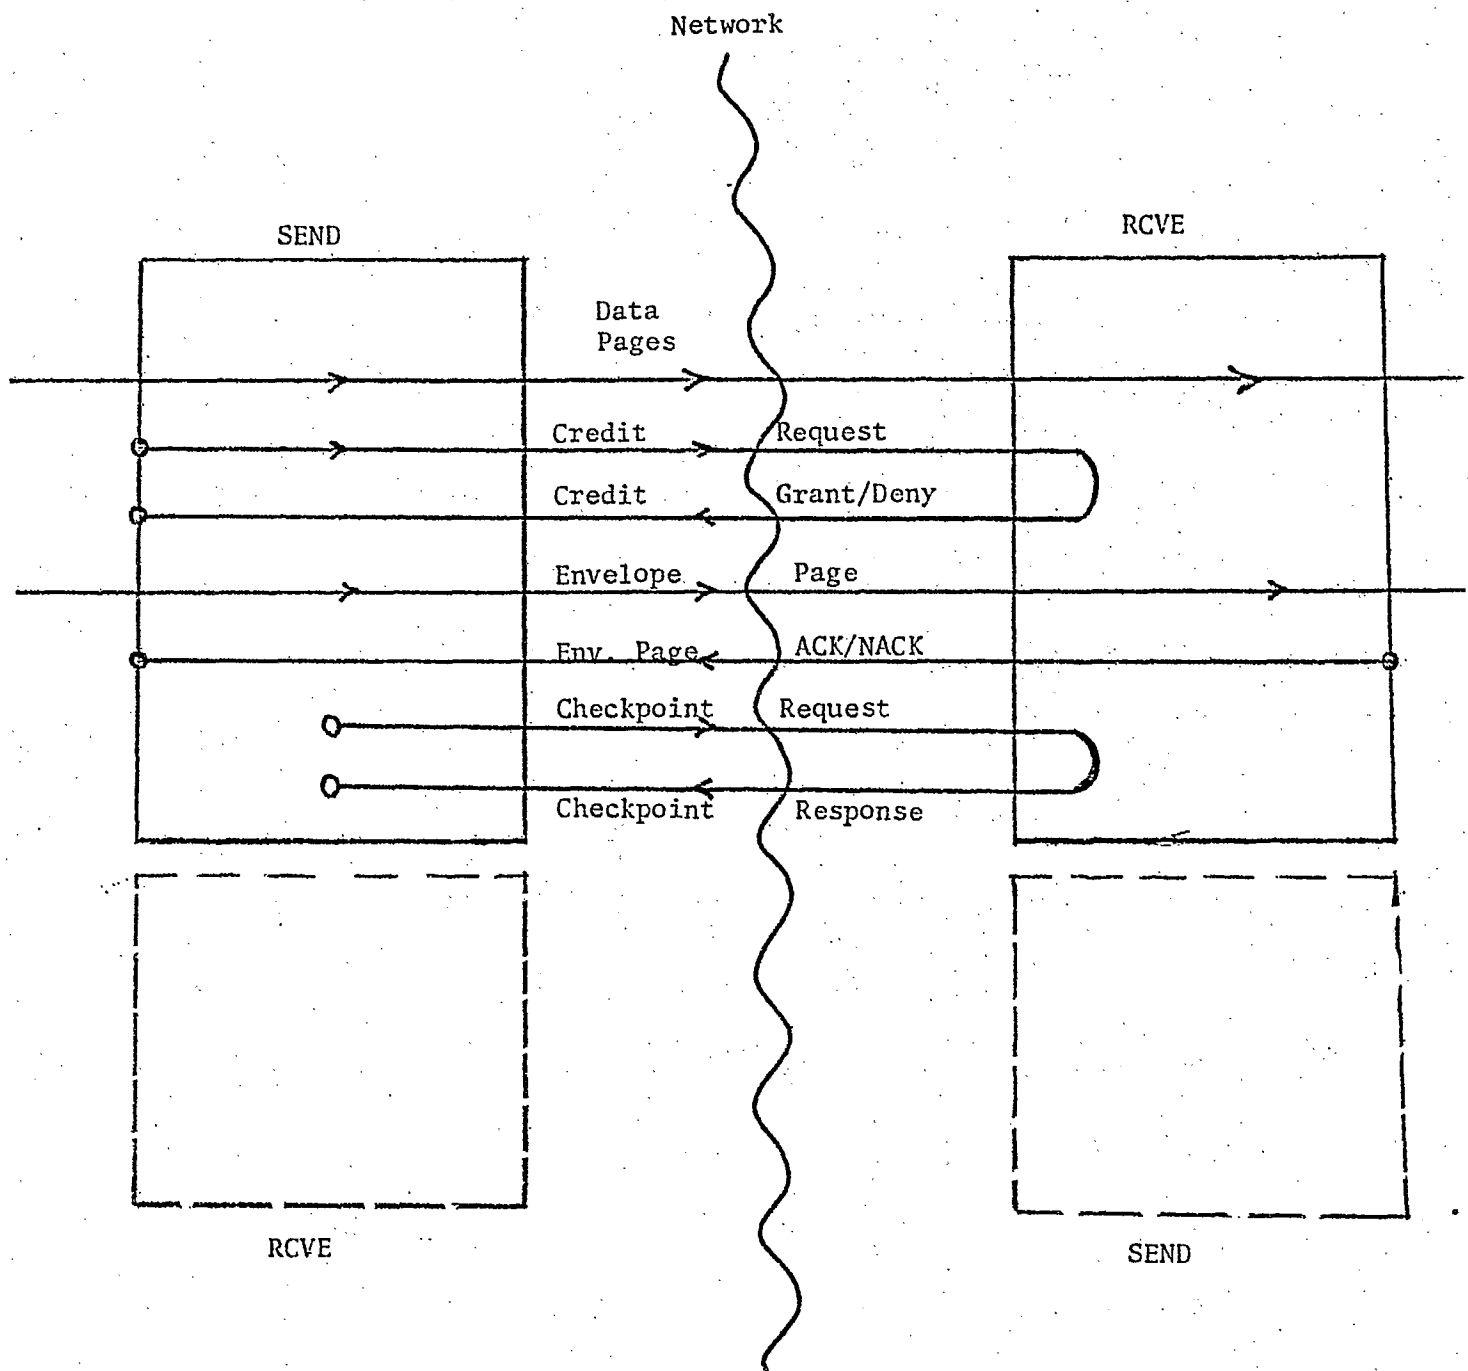 Network
SEND
RCVE
Data
Pages
Credit Request
Credit Grant/Deny
Envelope Page
Env. Page ACK/NACK
Checkpoint Request
Checkpoint Response
RCVE
SEND